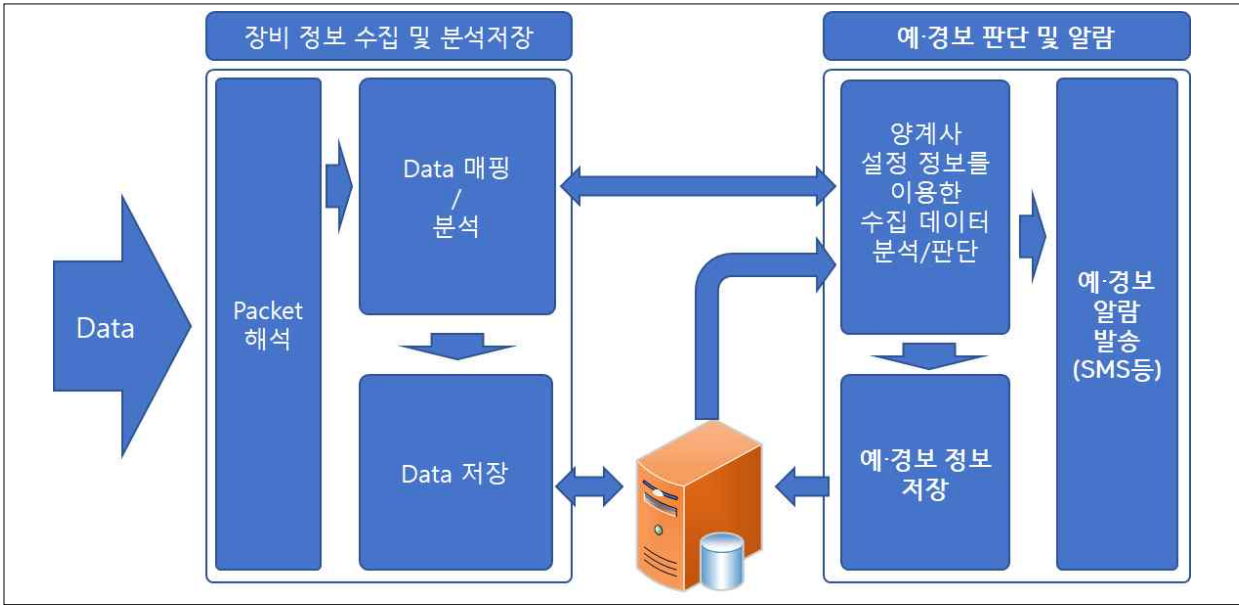 장비 정보 수집 및 분석저장
예·경보 판단 및 알람
Data
Packet
해석
Data 매핑
/
분석
Data 저장
양계사
설정 정보를
이용한
수집 데이터
분석/판단
예·경보 정보
저장
예·경보
알람
발송
(SMS등)